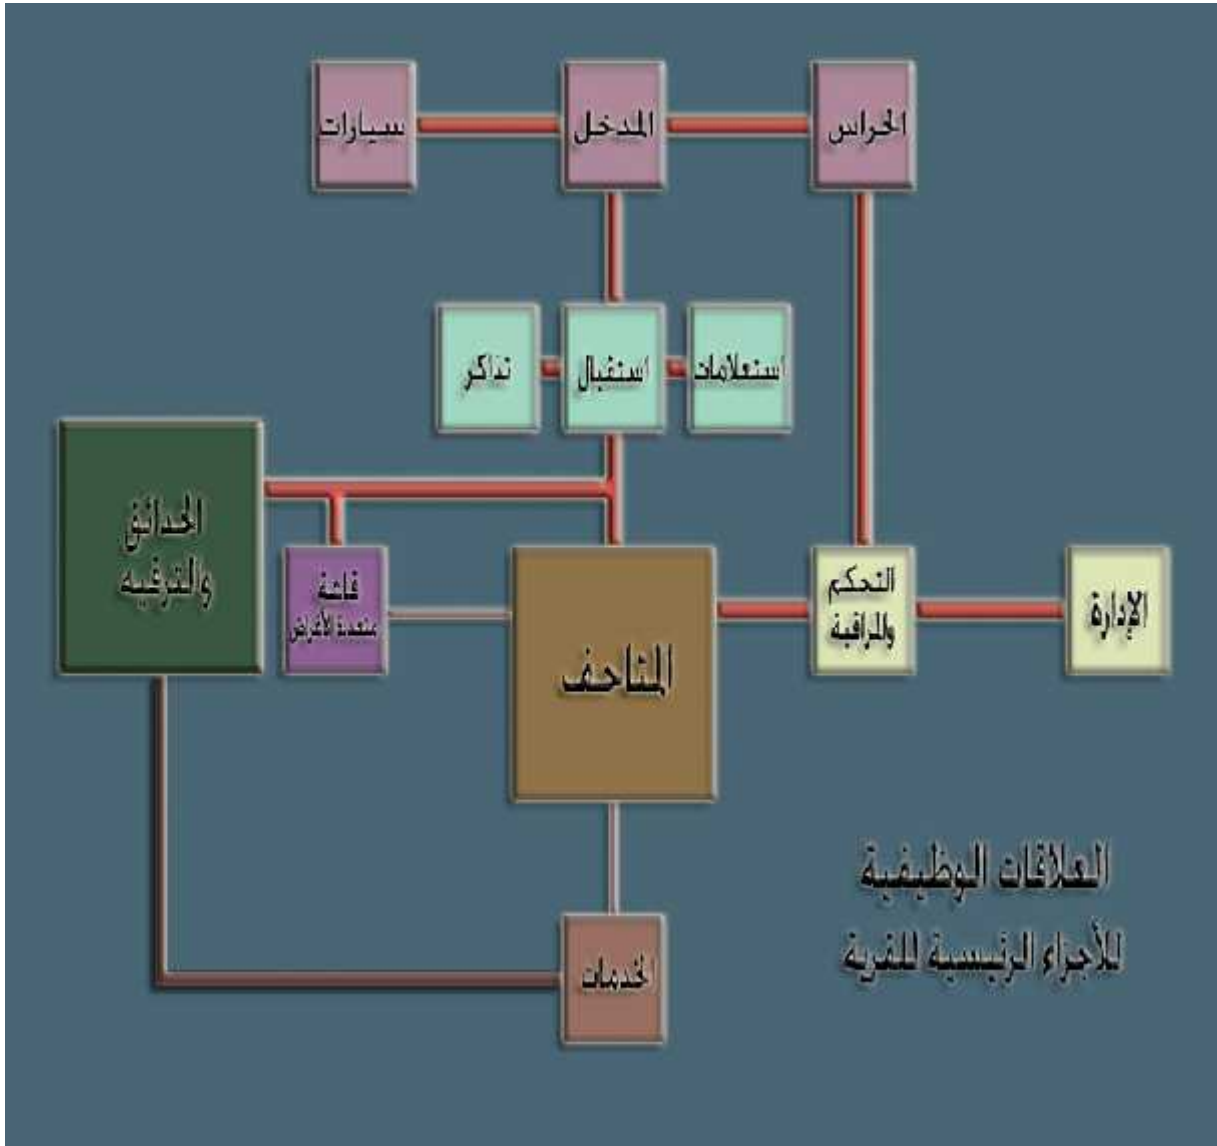 الحراس
المدخل
سيارات
استعلامات
استقبال
تذاكر
الحدائق
والترفيه
قاعة
متعددة الأغراض
المتاحف
التحكم
والمراقبة
الإدارة
الخدمات
العلاقات الوظيفية
للأجزاء الرئيسية للقرية